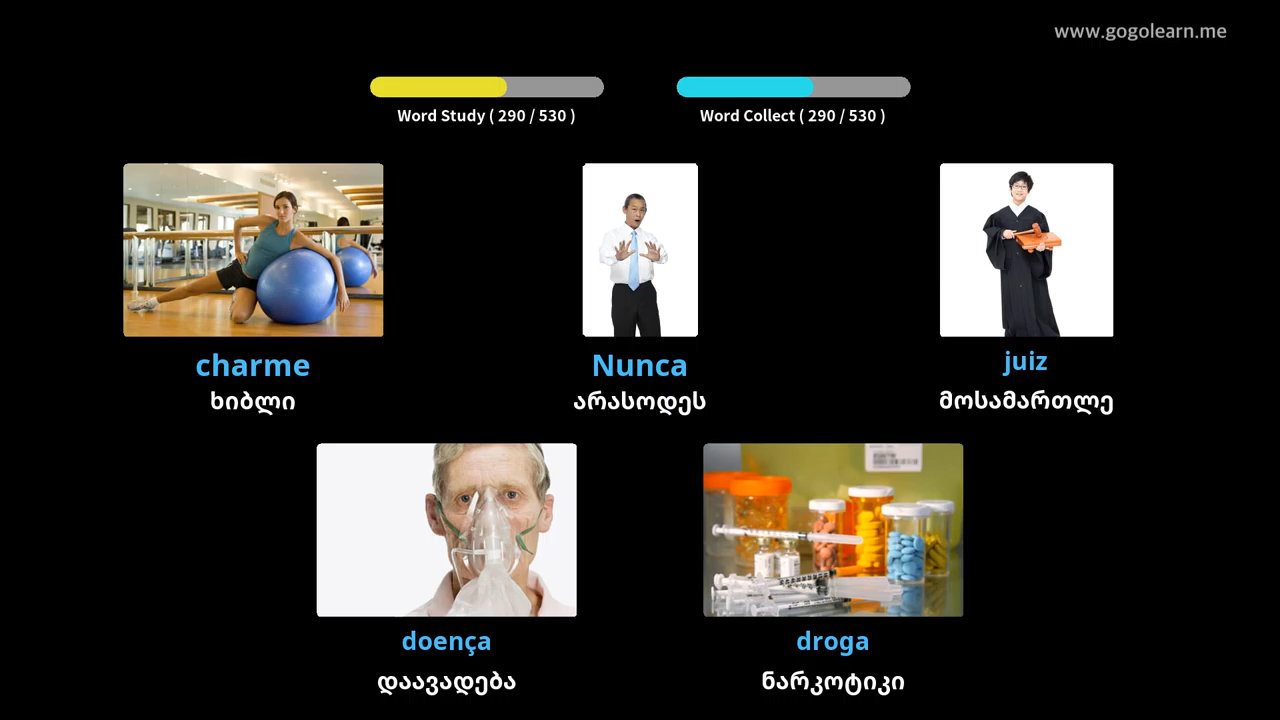 www.gogolearn.me
Word Study ( 290 / 530 )
Word Collect ( 290 / 530 )
charme
ხიბლი
Nunca
არასოდეს
juiz
მოსამართლე
doença
დაავადება
droga
ნარკოტიკი